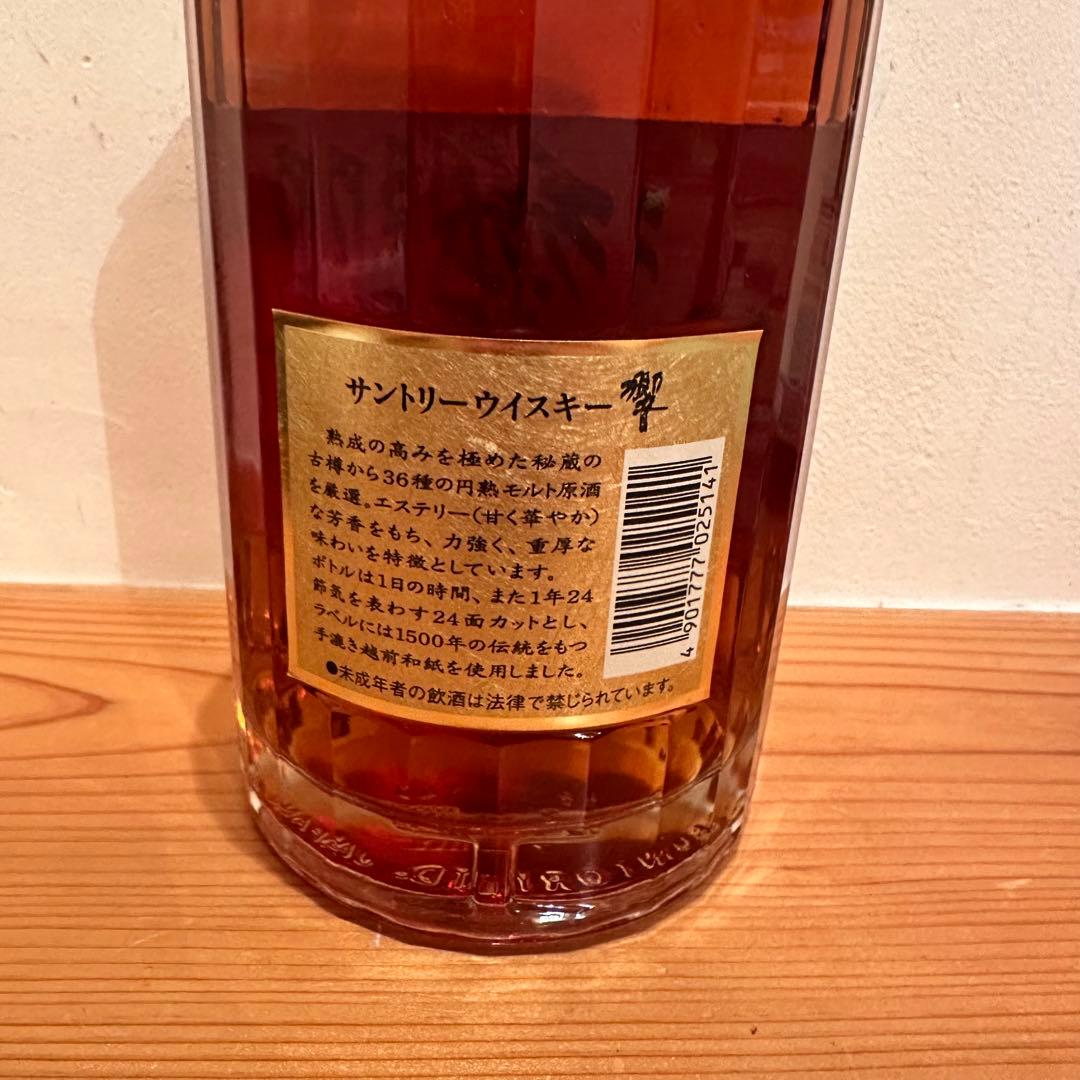 サントリーウイスキー 響
熟成の高みを極めた秘蔵の
古樽から36種の円熟モルト原酒
を厳選。エステリー(甘く華やか)
な芳香をもち、力強く、重厚な
味わいを特徴としています。
ボトルは1日の時間、また1年24
節気を表わす24面カットとし、
ラベルには1500年の伝統をもつ
手漉き越前和紙を使用しました。
●未成年者の飲酒は法律で禁じられています。
4 901777 025141